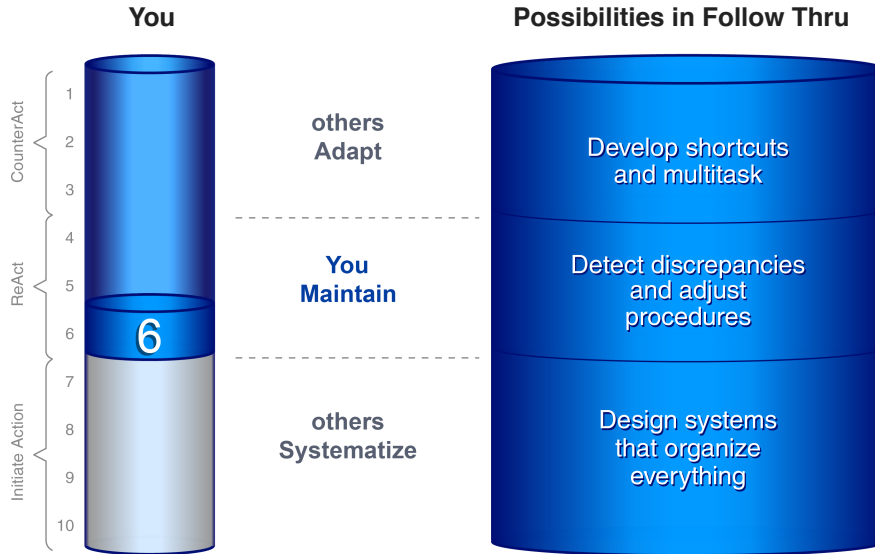 You
Possibilities in Follow Thru
CounterAct
1
2
3
others
Adapt
Develop shortcuts
and multitask
ReAct
4
5
6
6
You
Maintain
Detect discrepancies
and adjust
procedures
Initiate Action
7
8
9
10
others
Systematize
Design systems
that organize
everything